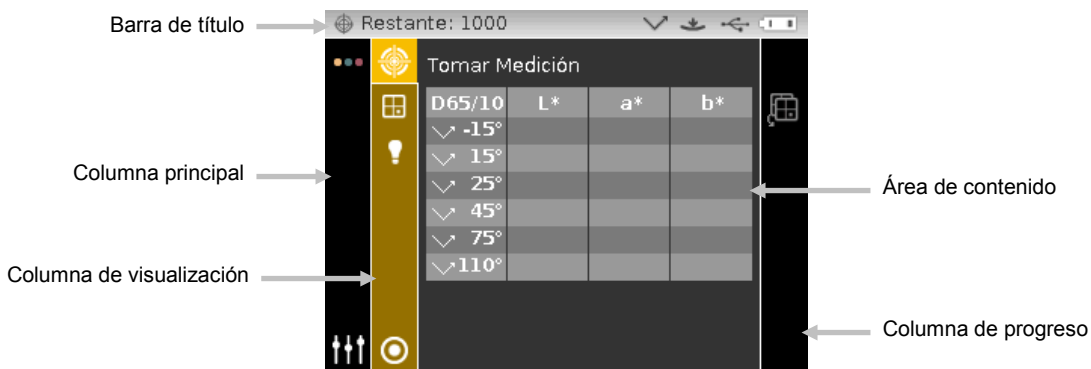 Barra de título
Restante: 1000
Tomar Medición
D65/10 L* a* b*
-15°
15°
25°
45°
75°
110°
Columna principal
Área de contenido
Columna de visualización
Columna de progreso